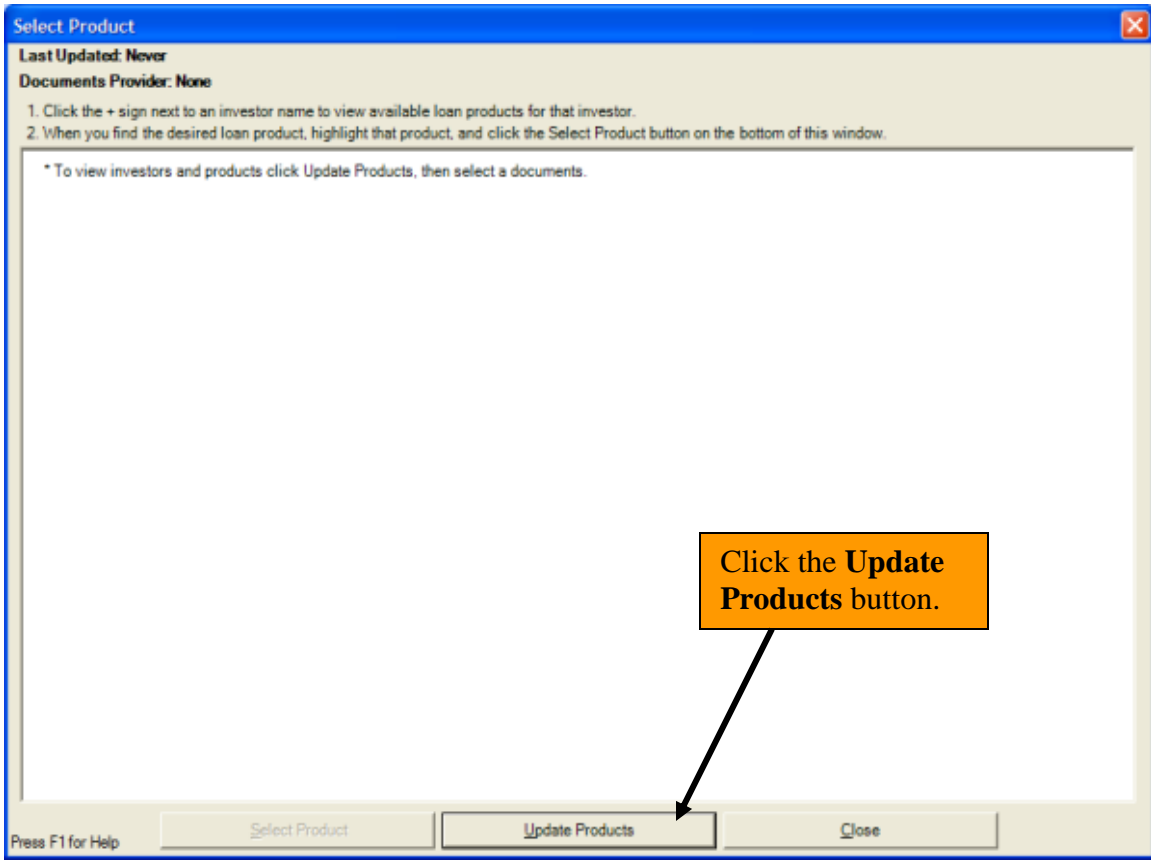 Select Product
Last Updated: Never
Documents Provider: None
1. Click the + sign next to an investor name to view available loan products for that investor.
2. When you find the desired loan product, highlight that product, and click the Select Product button on the bottom of this window.
* To view investors and products click Update Products, then select a documents.
Click the Update
Products button.
Press F1 for Help
Select Product
Update Products
Close